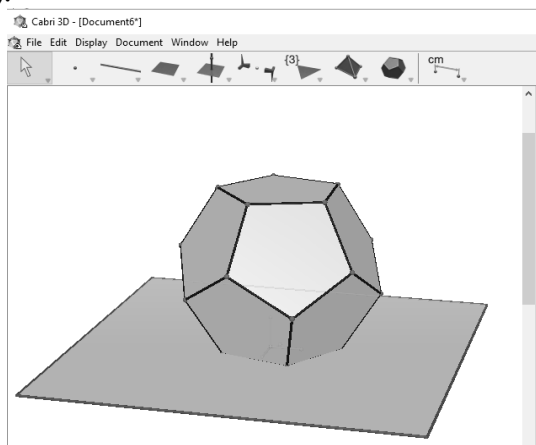 Cabri 3D - [Document6*]
File Edit Display Document Window Help
{3}
cm